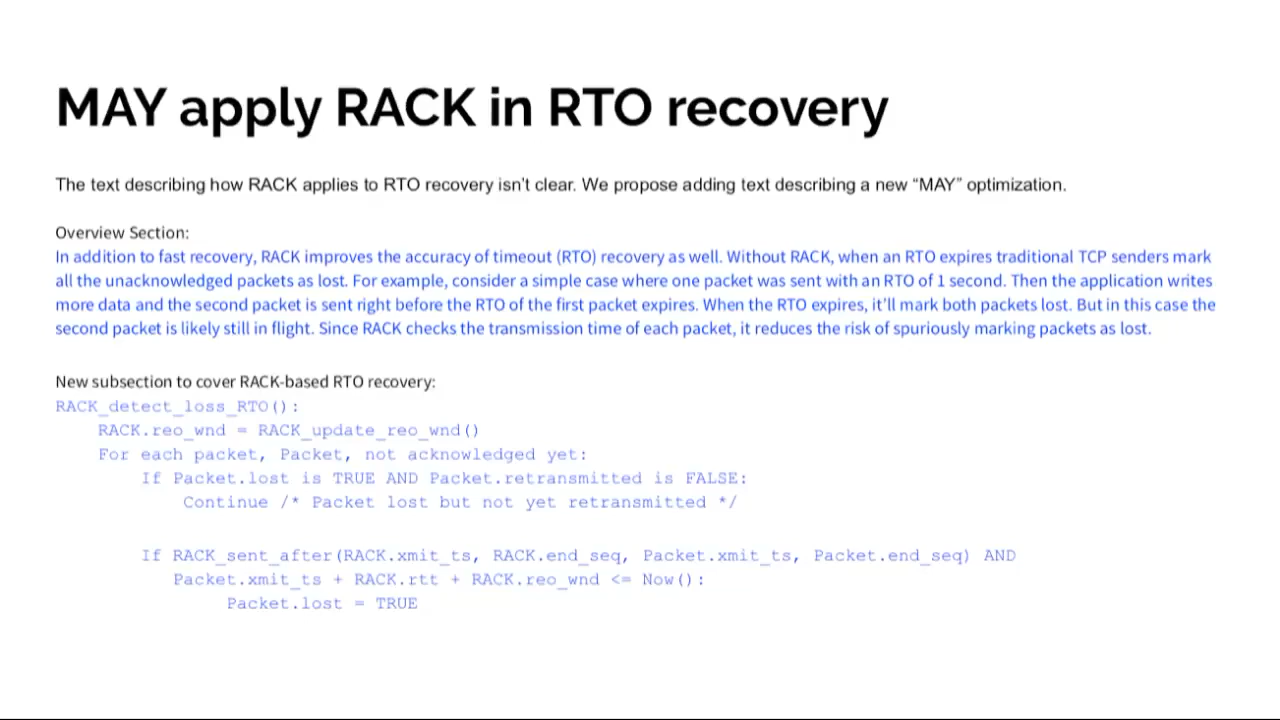 MAY apply RACK in RTO recovery
The text describing how RACK applies to RTO recovery isn't clear. We propose adding text describing a new “MAY” optimization.
Overview Section:
In addition to fast recovery, RACK improves the accuracy of timeout (RTO) recovery as well. Without RACK, when an RTO expires traditional TCP senders mark
all the unacknowledged packets as lost. For example, consider a simple case where one packet was sent with an RTO of 1 second. Then the application writes
more data and the second packet is sent right before the RTO of the first packet expires. When the RTO expires, it'll mark both packets lost. But in this case the
second packet is likely still in flight. Since RACK checks the transmission time of each packet, it reduces the risk of spuriously marking packets as lost.
New subsection to cover RACK-based RTO recovery:
RACK_detect_loss_RTO():
RACK.reo_wnd = RACK_update_reo_wnd()
For each packet, Packet, not acknowledged yet:
If Packet.lost is TRUE AND Packet.retransmitted is FALSE:
Continue /* Packet lost but not yet retransmitted */
If RACK_sent_after(RACK.xmit_ts, RACK.end_seq, Packet.xmit_ts, Packet.end_seq) AND
Packet.xmit_ts + RACK.rtt + RACK.reo_wnd <= Now():
Packet.lost = TRUE